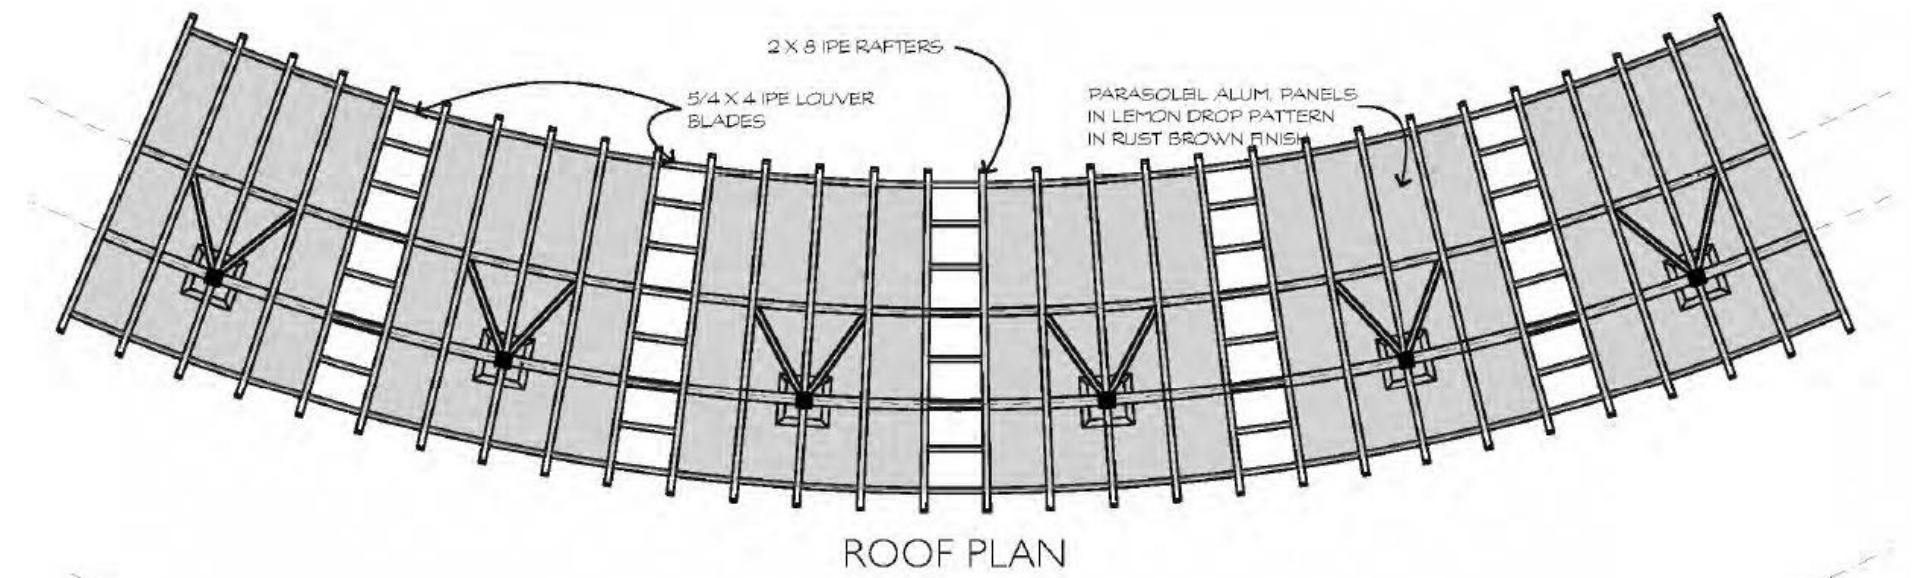 2 X 8 IPE RAFTERS
5/4 X 4 IPE LOUVER
BLADES
PARASOLEIL ALUM. PANELS
IN LEMON DROP PATTERN
IN RUST BROWN FINISH
ROOF PLAN